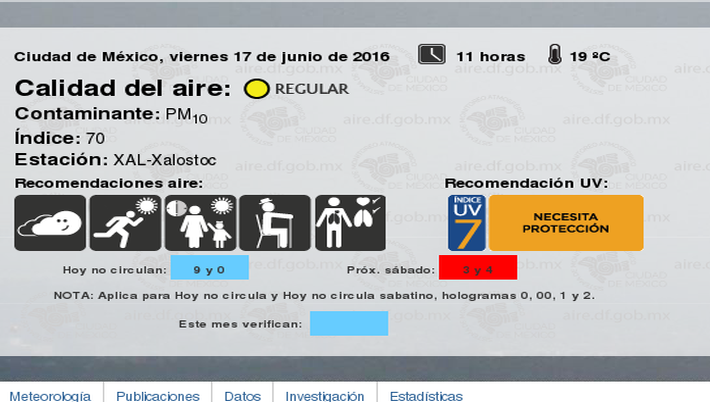 Ciudad de México, viernes 17 de junio de 2016 11 horas 19 ºC
Calidad del aire: REGULAR
Contaminante: PM10
Índice: 70
Estación: XAL-Xalostoc
Recomendaciones aire: Recomendación UV:
ÍNDICE
UV
7
NECESITA
PROTECCIÓN
Hoy no circulan: 9 y 0 Próx. sábado: 3 y 4
NOTA: Aplica para Hoy no circula y Hoy no circula sabatino, hologramas 0, 00, 1 y 2.
Este mes verifican:
Meteorología Publicaciones Datos Investigación Estadísticas
aire.df.gob.mx
CIUDAD
DE MÉXICO